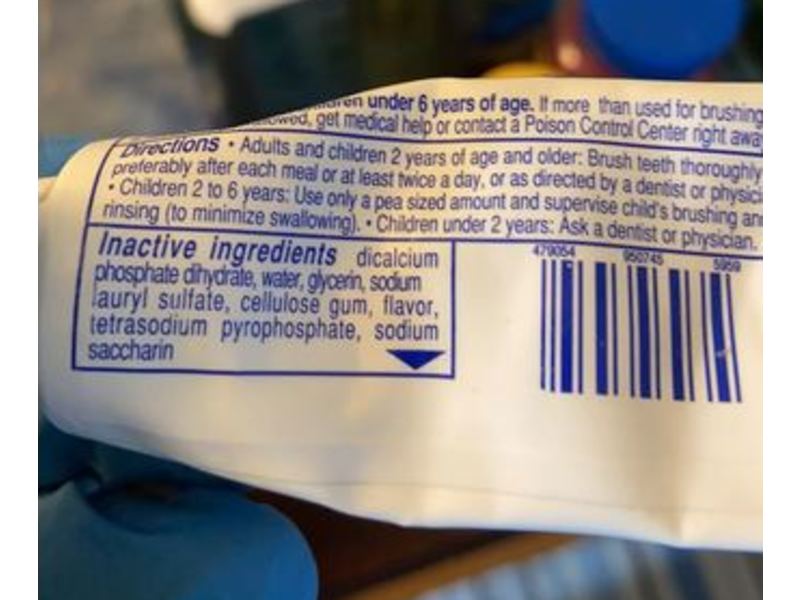 under 6 years of age. If more than used for brushing
get medical help or contact a Poison Control Center right away
Directions • Adults and children 2 years of age and older: Brush teeth thoroughly
preferably after each meal or at least twice a day, or as directed by a dentist or physici
• Children 2 to 6 years: Use only a pea sized amount and supervise child's brushing an
rinsing (to minimize swallowing). • Children under 2 years: Ask a dentist or physician.
Inactive ingredients dicalcium
phosphate dihydrate, water, glycerin, sodium
lauryl sulfate, cellulose gum, flavor,
tetrasodium pyrophosphate, sodium
saccharin
479054 950745 5959